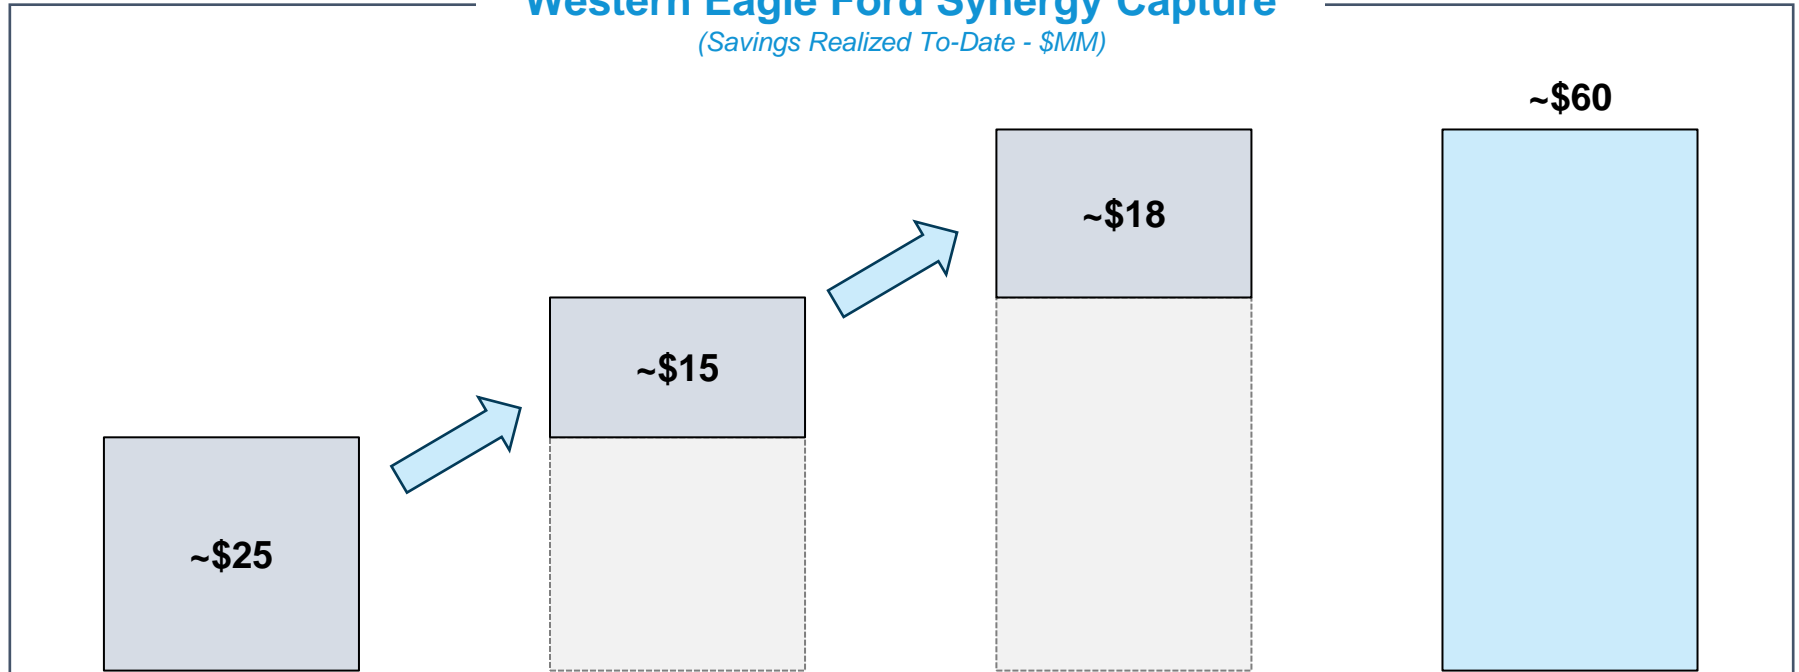 Western Eagle Ford Synergy Capture
(Savings Realized To-Date - $MM)
~$60
~$18
~$15
~$25